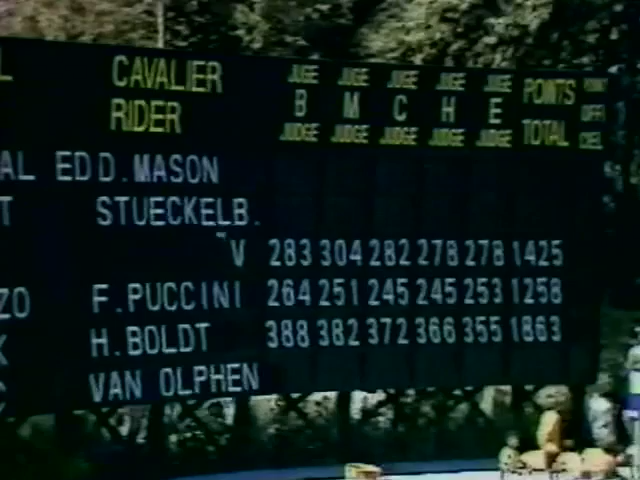 L CAVALIER JUGE JUGE JUGE JUGE JUGE POINTS
RIDER B M C H E
JUDGE JUDGE JUDGE JUDGE JUDGE TOTAL CIEL
AL EDD.MASON
T STUECKELB.
V 283 304 282 278 278 1425
ZO F.PUCCINI 264 251 245 245 253 1258
K H.BOLDT 388 382 372 366 355 1863
VAN OLPHEN